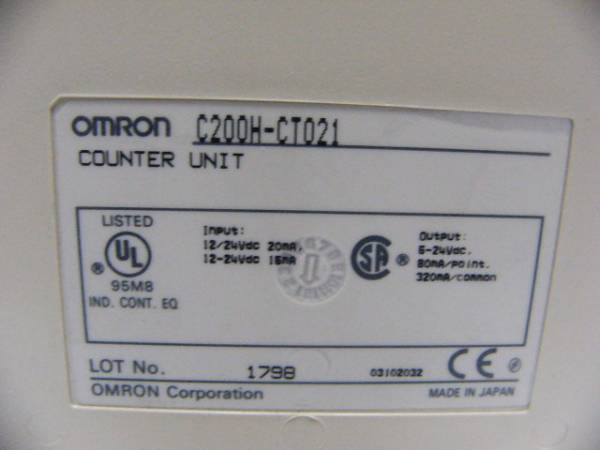 OMRON C200H-CT021
COUNTER UNIT
LISTED
UL
®
95M8
IND. CONT. EQ
Input:
12/24Vdc 20mA,
12-24Vdc 16mA
SA ®
Output:
5-24Vdc.
80mA/point.
320mA/common
LOT No. 1798 03102032 CE
OMRON Corporation MADE IN JAPAN